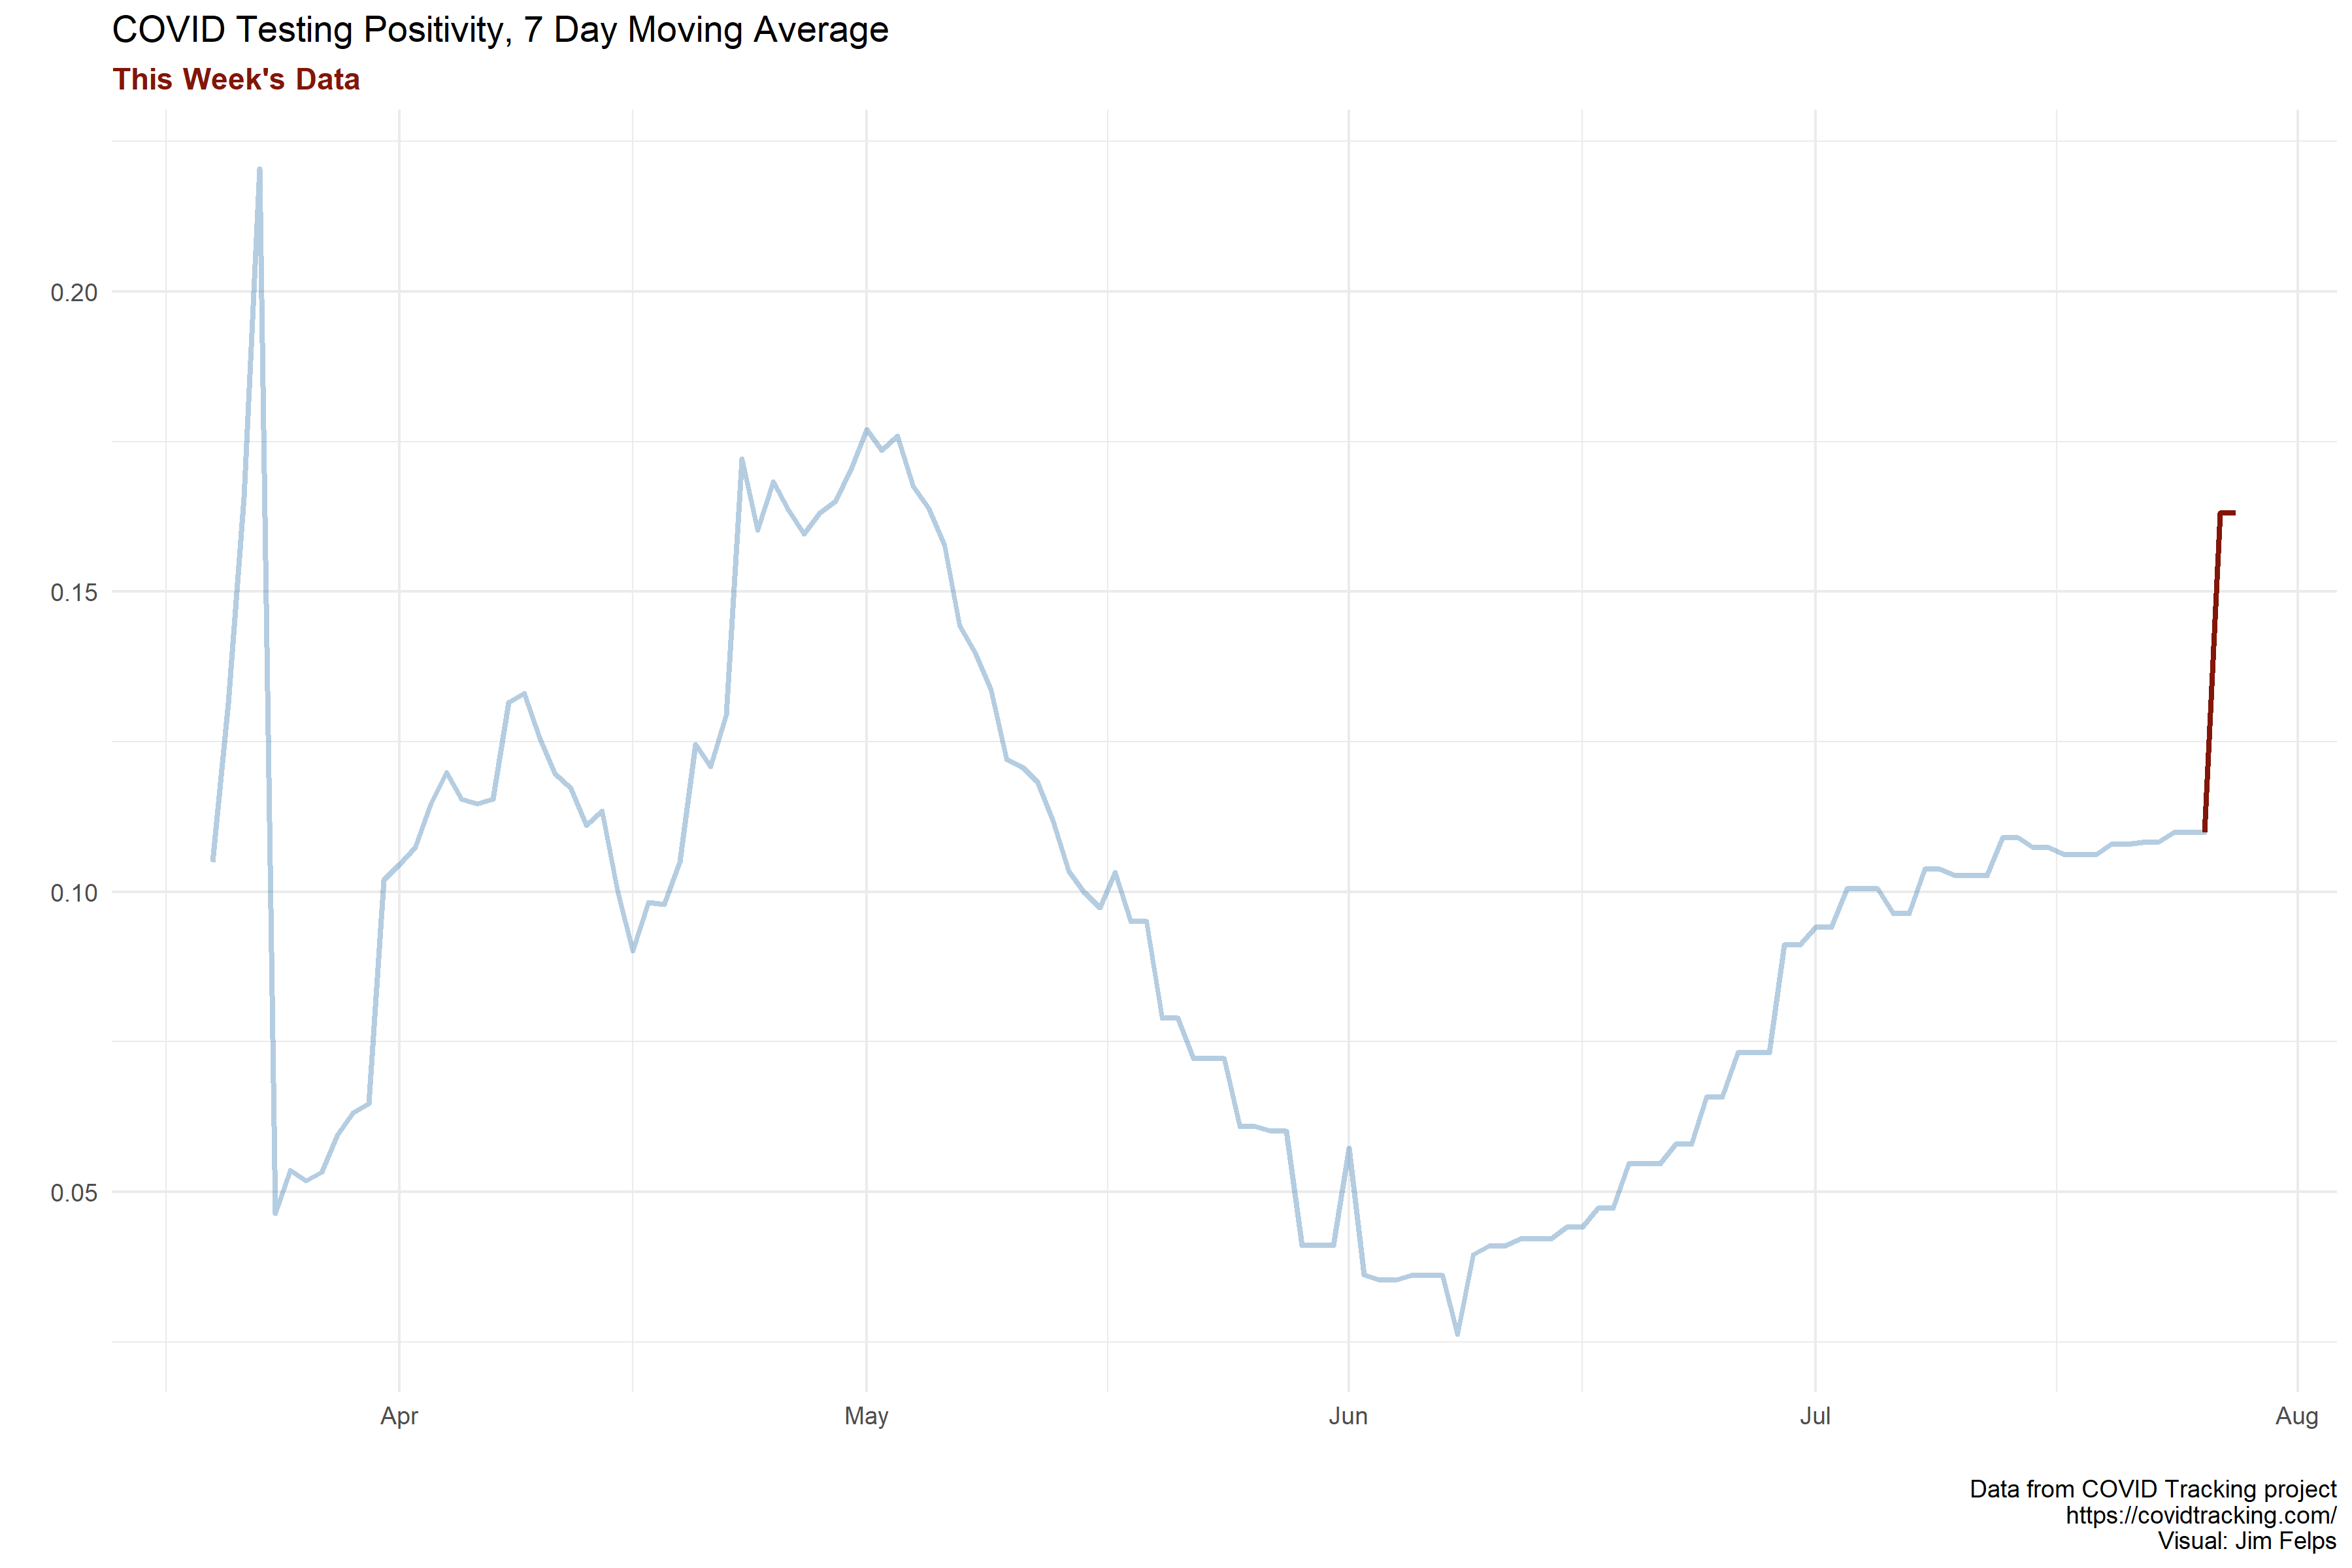 COVID Testing Positivity, 7 Day Moving Average
This Week's Data
0.20
0.15
0.10
0.05
Apr May Jun Jul Aug
Data from COVID Tracking project
https://covidtracking.com/
Visual: Jim Felps